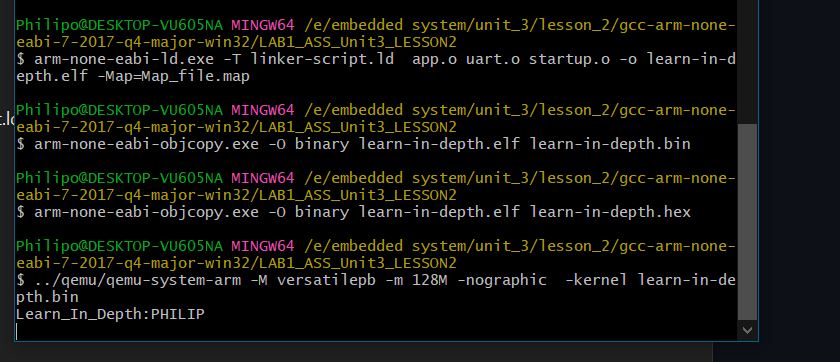 Philipo@DESKTOP-VU605NA MINGW64 /e/embedded system/unit_3/lesson_2/gcc-arm-none-
eabi-7-2017-q4-major-win32/LAB1_ASS_Unit3_LESSON2
$ arm-none-eabi-ld.exe -T linker-script.ld  app.o uart.o startup.o -o learn-in-d
epth.elf -Map=Map_file.map
Philipo@DESKTOP-VU605NA MINGW64 /e/embedded system/unit_3/lesson_2/gcc-arm-none-
eabi-7-2017-q4-major-win32/LAB1_ASS_Unit3_LESSON2
$ arm-none-eabi-objcopy.exe -O binary learn-in-depth.elf learn-in-depth.bin
Philipo@DESKTOP-VU605NA MINGW64 /e/embedded system/unit_3/lesson_2/gcc-arm-none-
eabi-7-2017-q4-major-win32/LAB1_ASS_Unit3_LESSON2
$ arm-none-eabi-objcopy.exe -O binary learn-in-depth.elf learn-in-depth.hex
Philipo@DESKTOP-VU605NA MINGW64 /e/embedded system/unit_3/lesson_2/gcc-arm-none-
eabi-7-2017-q4-major-win32/LAB1_ASS_Unit3_LESSON2
$ ../qemu/qemu-system-arm -M versatilepb -m 128M -nographic  -kernel learn-in-de
pth.bin
Learn_In_Depth:PHILIP